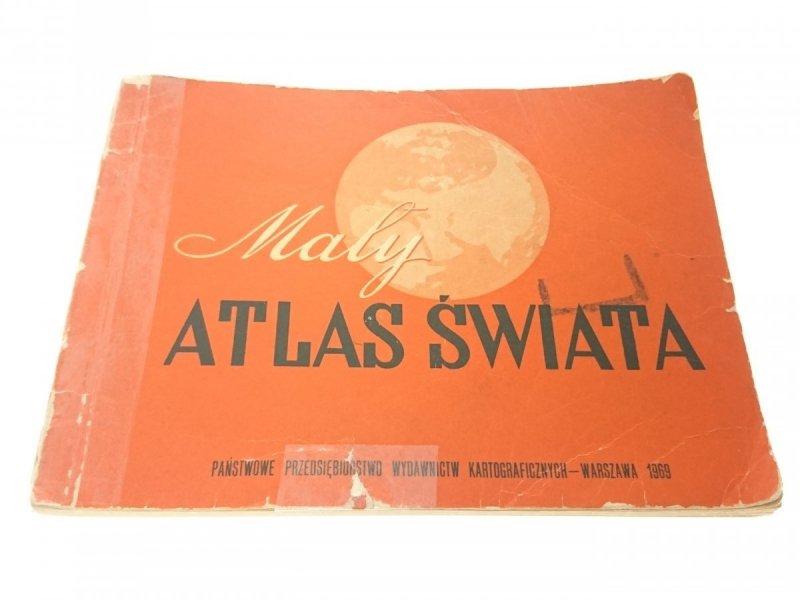 Mały
ATLAS ŚWIATA
PAŃSTWOWE PRZEDSIĘBIORSTWO WYDAWNICTW KARTOGRAFICZNYCH — WARSZAWA 1969